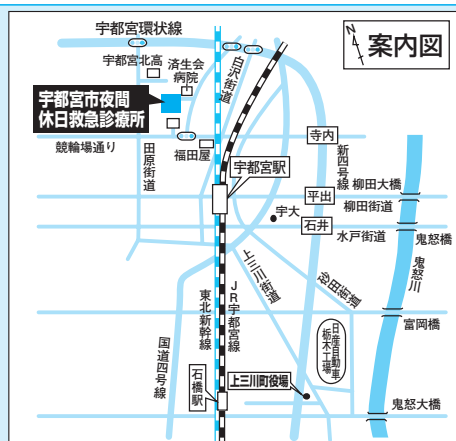 案内図
N
宇都宮環状線
宇都宮北高
済生会
病院
白沢街道
宇都宮市夜間
休日救急診療所
競輪場通り
田原街道
福田屋
宇都宮駅
寺内
新四号線
平出
柳田大橋
柳田街道
宇大
石井
水戸街道
鬼怒橋
鬼怒川
上三川街道
砂田街道
東北新幹線
JR宇都宮線
国道四号線
富岡橋
日産自動車
栃木工場
石橋駅
上三川町役場
鬼怒大橋